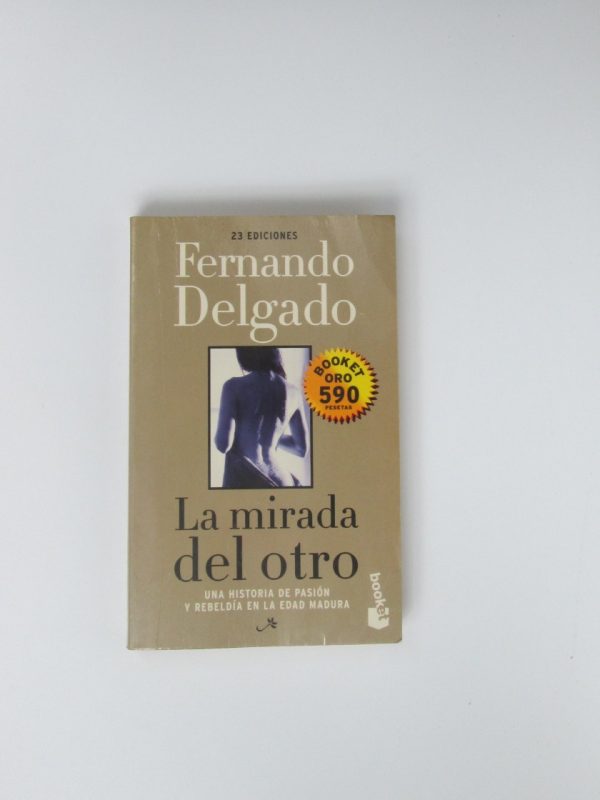 23 EDICIONES
Fernando
Delgado
BOOKET
ORO
590
PESETAS
La mirada
del otro
UNA HISTORIA DE PASIÓN
Y REBELDÍA EN LA EDAD MADURA
booket